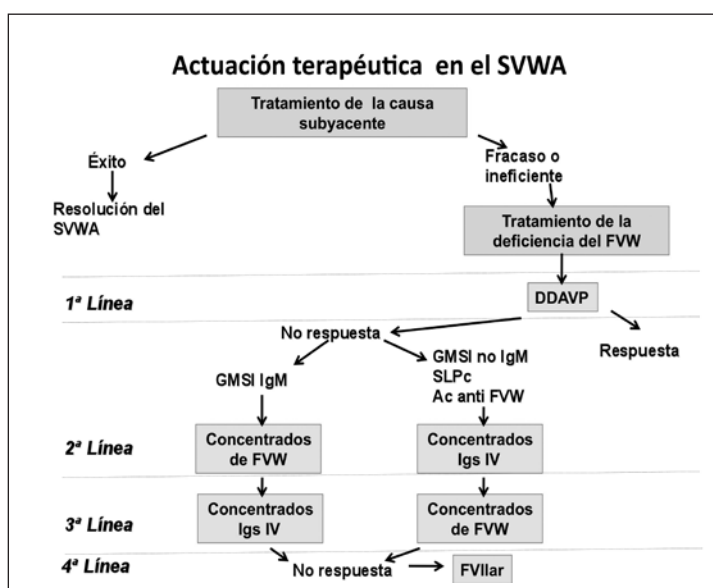 Actuación terapéutica en el SVWA
Tratamiento de la causa
subyacente
Éxito
Fracaso o
ineficiente
Resolución del
SVWA
Tratamiento de la
deficiencia del FVW
1ª Línea
DDAVP
No respuesta
Respuesta
GMSI IgM
GMSI no IgM
SLPc
Ac anti FVW
2ª Línea
Concentrados
de FVW
Concentrados
Igs IV
3ª Línea
Concentrados
Igs IV
Concentrados
de FVW
4ª Línea
No respuesta
FVIIar